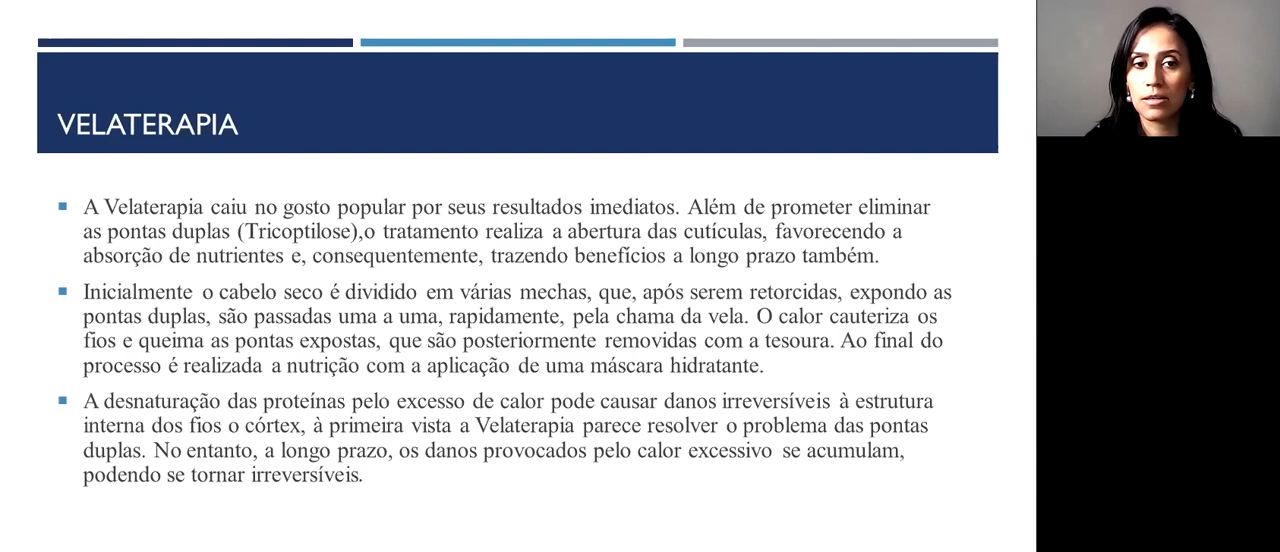 VELATERAPIA
A Velaterapia caiu no gosto popular por seus resultados imediatos. Além de prometer eliminar
as pontas duplas (Tricoptilose),o tratamento realiza a abertura das cutículas, favorecendo a
absorção de nutrientes e, consequentemente, trazendo benefícios a longo prazo também.
Inicialmente o cabelo seco é dividido em várias mechas, que, após serem retorcidas, expondo as
pontas duplas, são passadas uma a uma, rapidamente, pela chama da vela. O calor cauteriza os
fios e queima as pontas expostas, que são posteriormente removidas com a tesoura. Ao final do
processo é realizada a nutrição com a aplicação de uma máscara hidratante.
A desnaturação das proteínas pelo excesso de calor pode causar danos irreversíveis à estrutura
interna dos fios o córtex, à primeira vista a Velaterapia parece resolver o problema das pontas
duplas. No entanto, a longo prazo, os danos provocados pelo calor excessivo se acumulam,
podendo se tornar irreversíveis.